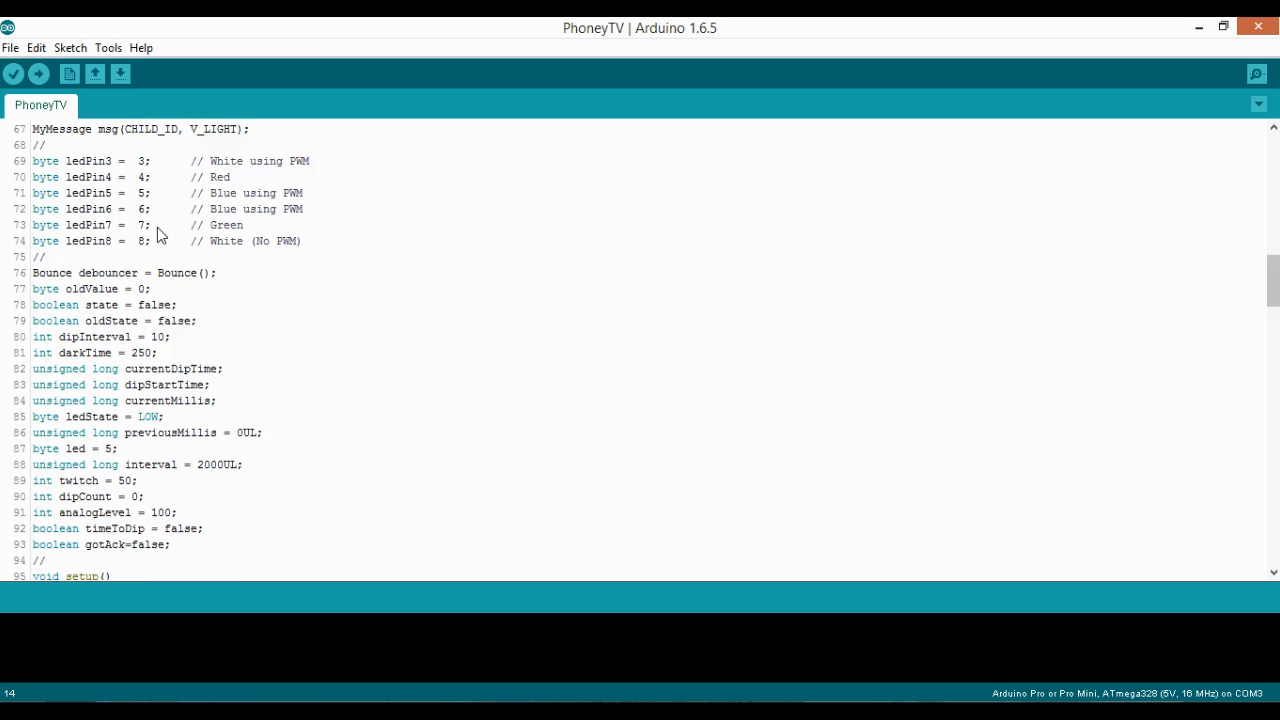 PhoneyTV | Arduino 1.6.5
File Edit Sketch Tools Help
PhoneyTV
67 MyMessage msg(CHILD_ID, V_LIGHT);
68 //
69 byte ledPin3 =  3;      // White using PWM
70 byte ledPin4 =  4;      // Red
71 byte ledPin5 =  5;      // Blue using PWM
72 byte ledPin6 =  6;      // Blue using PWM
73 byte ledPin7 =  7;      // Green
74 byte ledPin8 =  8;      // White (No PWM)
75 //
76 Bounce debouncer = Bounce();
77 byte oldValue = 0;
78 boolean state = false;
79 boolean oldState = false;
80 int dipInterval = 10;
81 int darkTime = 250;
82 unsigned long currentDipTime;
83 unsigned long dipStartTime;
84 unsigned long currentMillis;
85 byte ledState = LOW;
86 unsigned long previousMillis = 0UL;
87 byte led = 5;
88 unsigned long interval = 2000UL;
89 int twitch = 50;
90 int dipCount = 0;
91 int analogLevel = 100;
92 boolean timeToDip = false;
93 boolean gotAck=false;
94 //
95 void setup()
14 Arduino Pro or Pro Mini, ATmega328 (5V, 16 MHz) on COM3